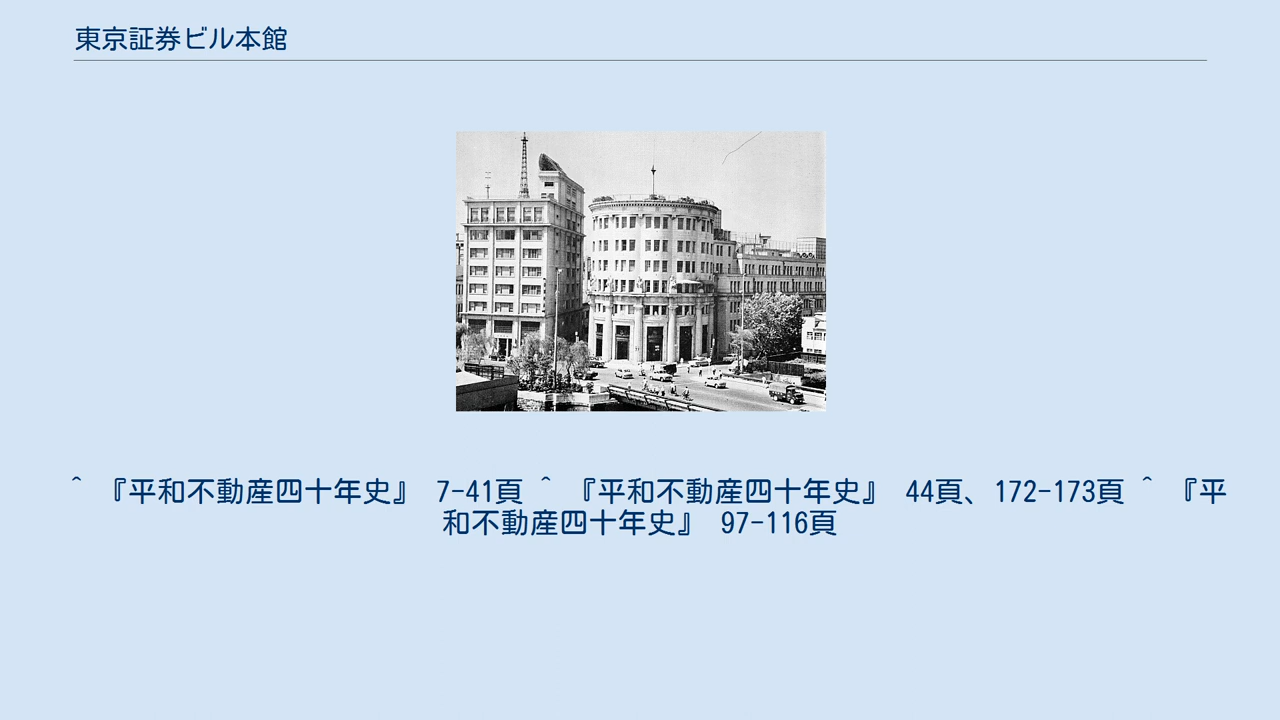 東京証券ビル本館
^ 『平和不動産四十年史』 7-41頁 ^ 『平和不動産四十年史』 44頁、172-173頁 ^ 『平
和不動産四十年史』 97-116頁